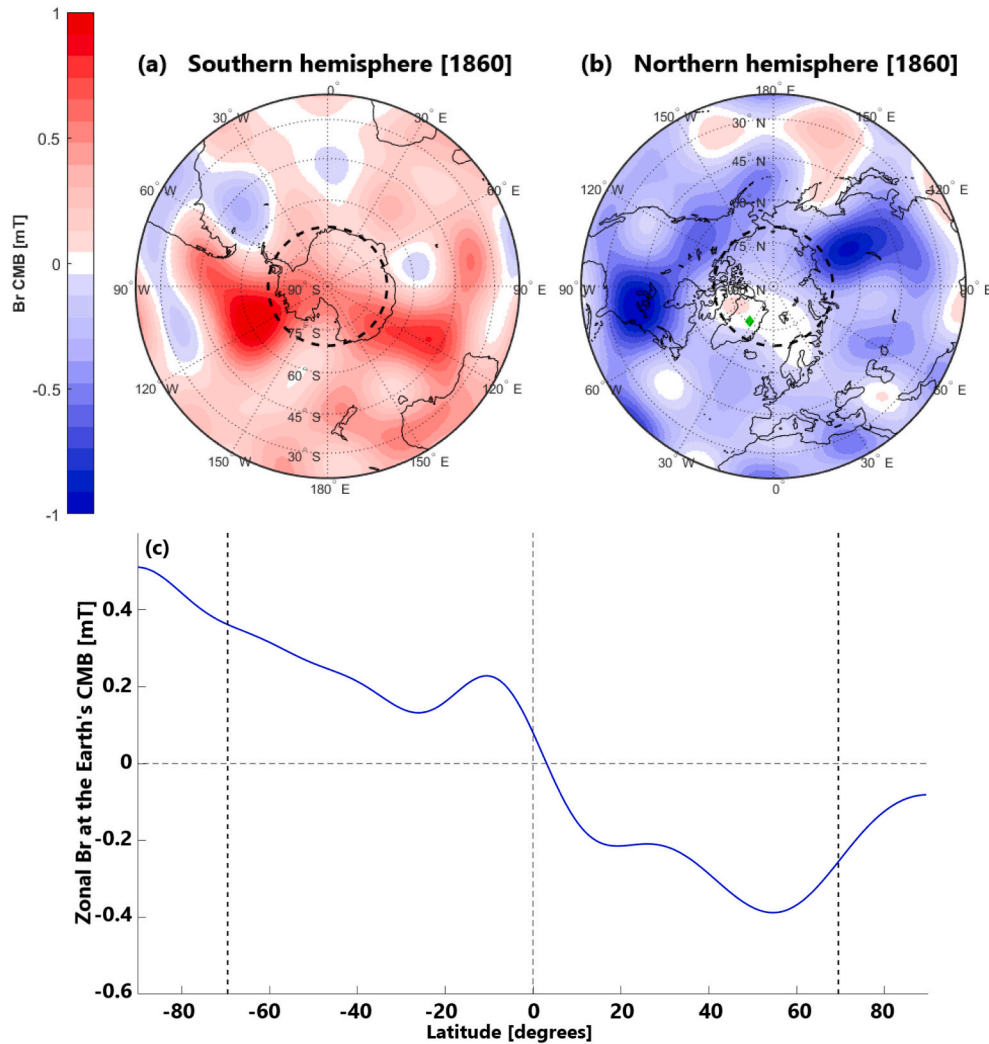 1
0.5
0
-0.5
-1
Br CMB [mT]
(a) Southern hemisphere [1860]
0°
30° W
30° E
60° W
60° E
90° W
90° E
120° W
120° E
150° W
150° E
180° E
90° S
75° S
60° S
45° S
30° S
(b) Northern hemisphere [1860]
180° E
150° E
120° W
120° E
90° W
90° E
60° W
60° E
30° W
30° E
0°
30° N
45° N
60° N
75° N
(c)
Zonal Br at the Earth's CMB [mT]
0.4
0.2
0
-0.2
-0.4
-0.6
-80 -60 -40 -20 0 20 40 60 80
Latitude [degrees]